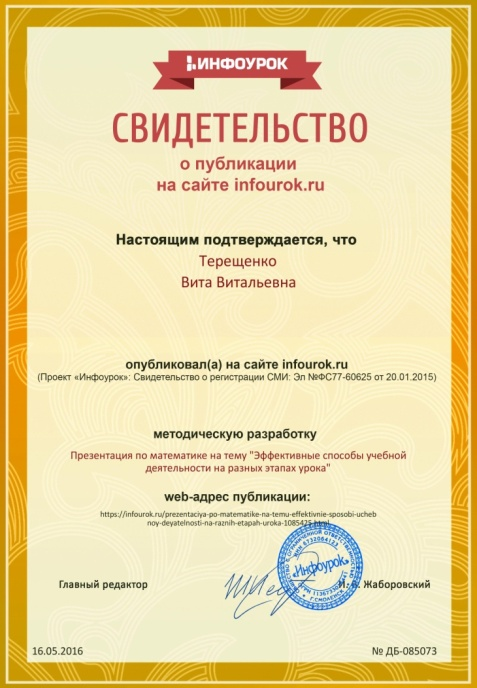 ИНФОУРОК
СВИДЕТЕЛЬСТВО
о публикации
на сайте infourok.ru
Настоящим подтверждается, что
Терещенко
Вита Витальевна
опубликовал(а) на сайте infourok.ru
(Проект «Инфоурок»: Свидетельство о регистрации СМИ: Эл №ФС77-60625 от 20.01.2015)
методическую разработку
Презентация по математике на тему "Эффективные способы учебной
деятельности на разных этапах урока"
web-адрес публикации:
https://infourok.ru/prezentaciya-po-matematike-na-temu-effektivnie-sposobi-ucheb
noy-deyatelnosti-na-raznih-etapah-uroka-1085425.html
«Инфоурок»
Главный редактор
Жаборовский
16.05.2016
№ ДБ-085073